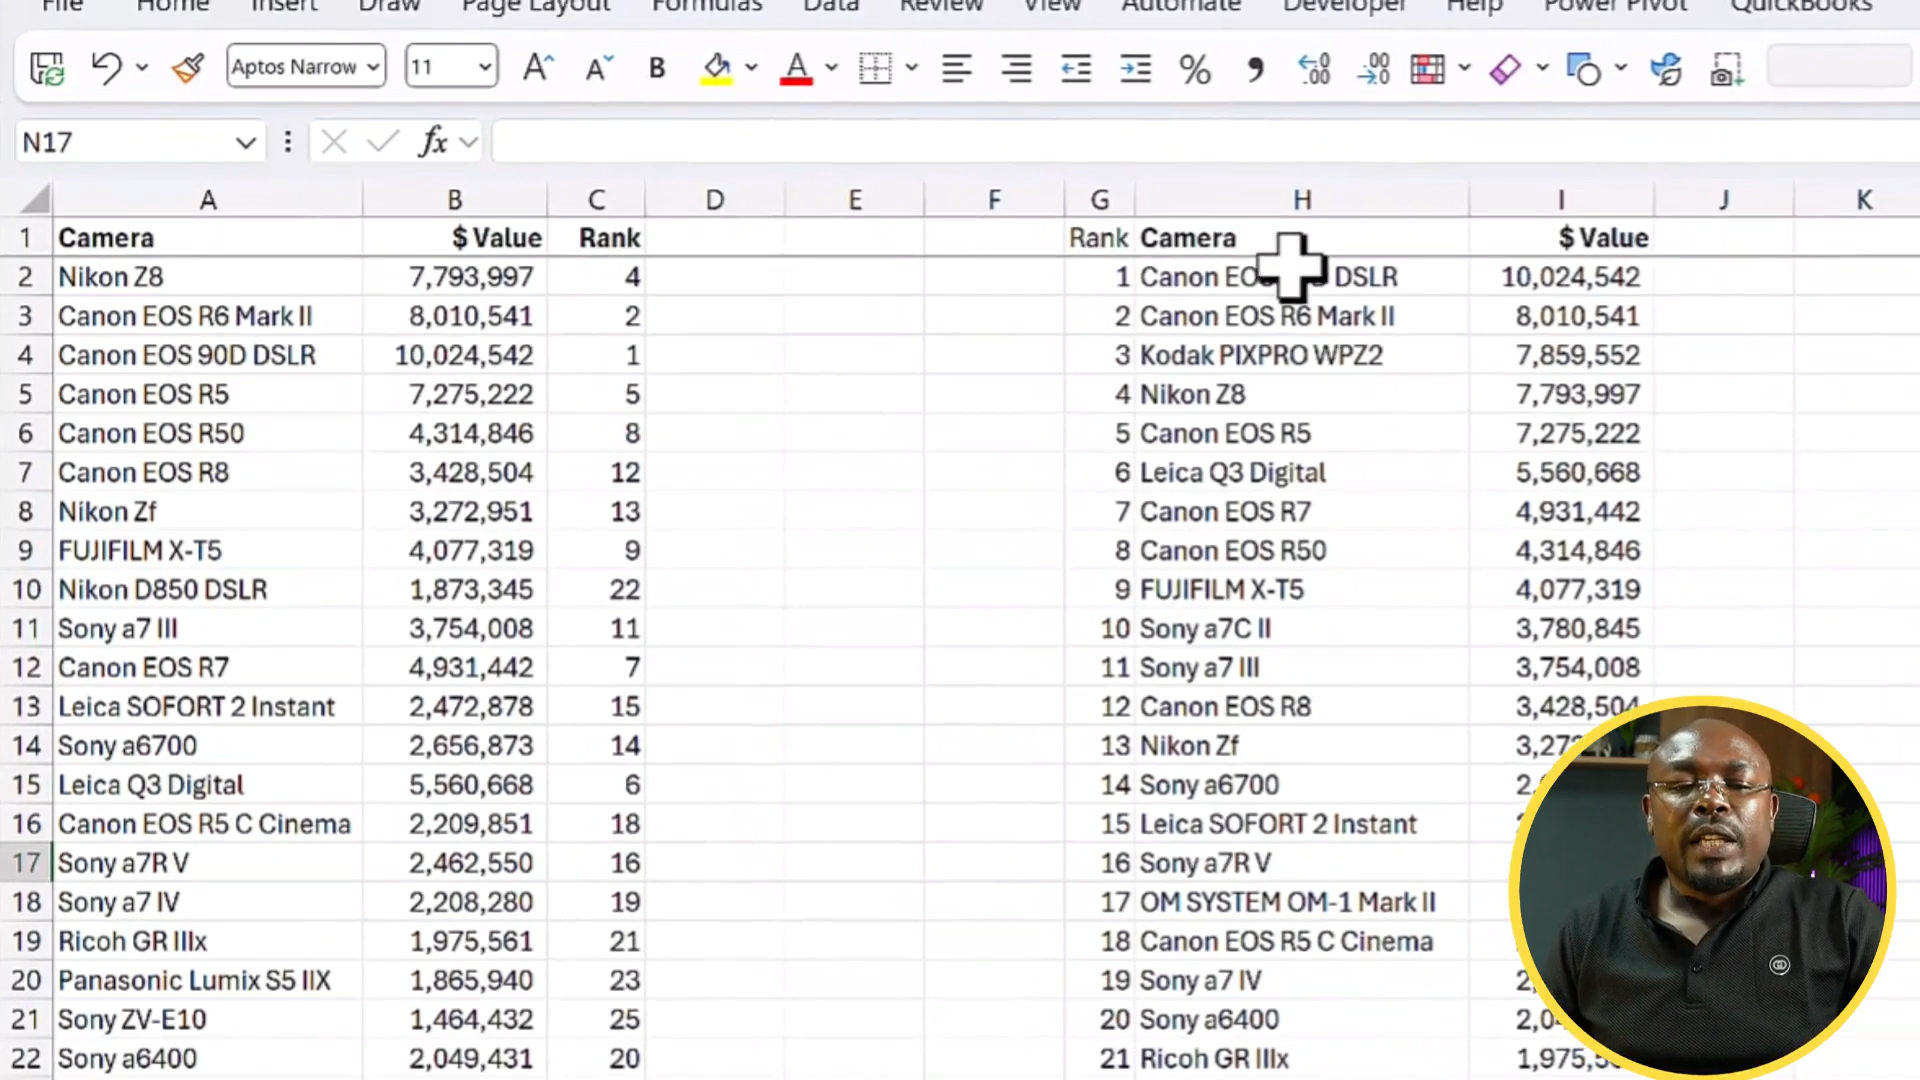 File Home Insert Draw Page Layout Formulas Data Review View Automate Developer Help Power Pivot QuickBooks
Aptos Narrow 11 A A B A % , .00 .00
N17 fx
A B C D E F G H I J K
1 Camera $ Value Rank Rank Camera $ Value
2 Nikon Z8 7,793,997 4 1 Canon EO DSLR 10,024,542
3 Canon EOS R6 Mark II 8,010,541 2 2 Canon EOS R6 Mark II 8,010,541
4 Canon EOS 90D DSLR 10,024,542 1 3 Kodak PIXPRO WPZ2 7,859,552
5 Canon EOS R5 7,275,222 5 4 Nikon Z8 7,793,997
6 Canon EOS R50 4,314,846 8 5 Canon EOS R5 7,275,222
7 Canon EOS R8 3,428,504 12 6 Leica Q3 Digital 5,560,668
8 Nikon Zf 3,272,951 13 7 Canon EOS R7 4,931,442
9 FUJIFILM X-T5 4,077,319 9 8 Canon EOS R50 4,314,846
10 Nikon D850 DSLR 1,873,345 22 9 FUJIFILM X-T5 4,077,319
11 Sony a7 III 3,754,008 11 10 Sony a7C II 3,780,845
12 Canon EOS R7 4,931,442 7 11 Sony a7 III 3,754,008
13 Leica SOFORT 2 Instant 2,472,878 15 12 Canon EOS R8 3,428,504
14 Sony a6700 2,656,873 14 13 Nikon Zf
15 Leica Q3 Digital 5,560,668 6 14 Sony a6700
16 Canon EOS R5 C Cinema 2,209,851 18 15 Leica SOFORT 2 Instant
17 Sony a7R V 2,462,550 16 16 Sony a7R V
18 Sony a7 IV 2,208,280 19 17 OM SYSTEM OM-1 Mark II
19 Ricoh GR IIIx 1,975,561 21 18 Canon EOS R5 C Cinema
20 Panasonic Lumix S5 IIX 1,865,940 23 19 Sony a7 IV
21 Sony ZV-E10 1,464,432 25 20 Sony a6400
22 Sony a6400 2,049,431 20 21 Ricoh GR IIIx